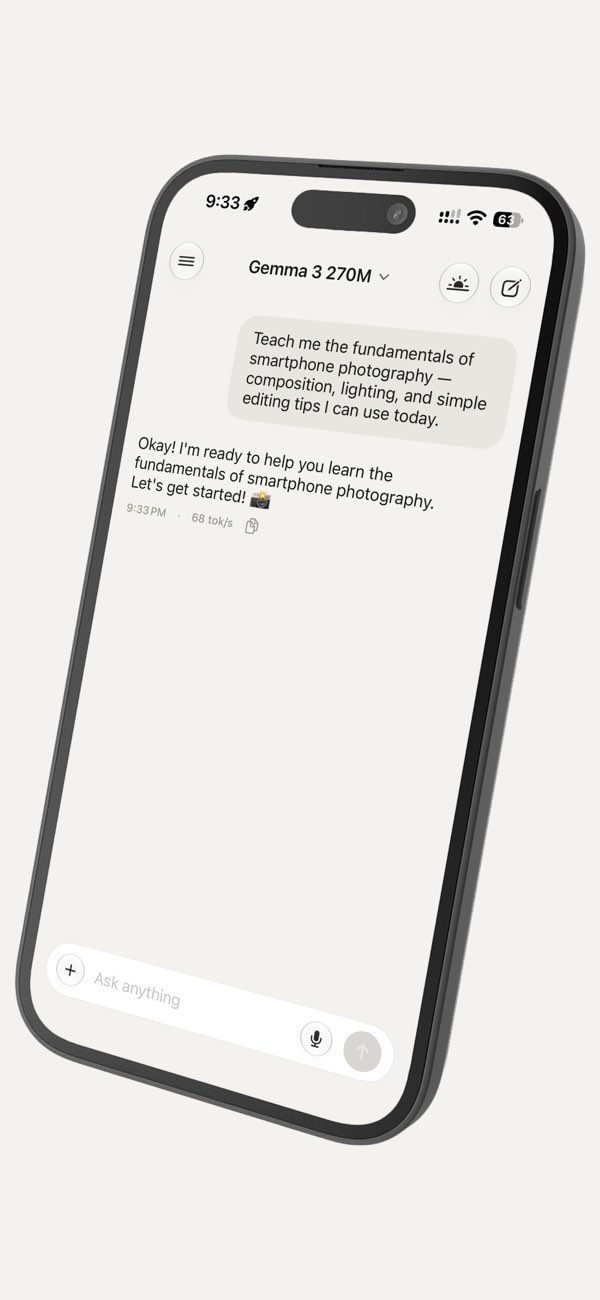 9:33
63
Gemma 3 270M
Teach me the fundamentals of
smartphone photography —
composition, lighting, and simple
editing tips I can use today.
Okay! I'm ready to help you learn the
fundamentals of smartphone photography.
Let's get started! 📸
9:33 PM · 68 tok/s
Ask anything